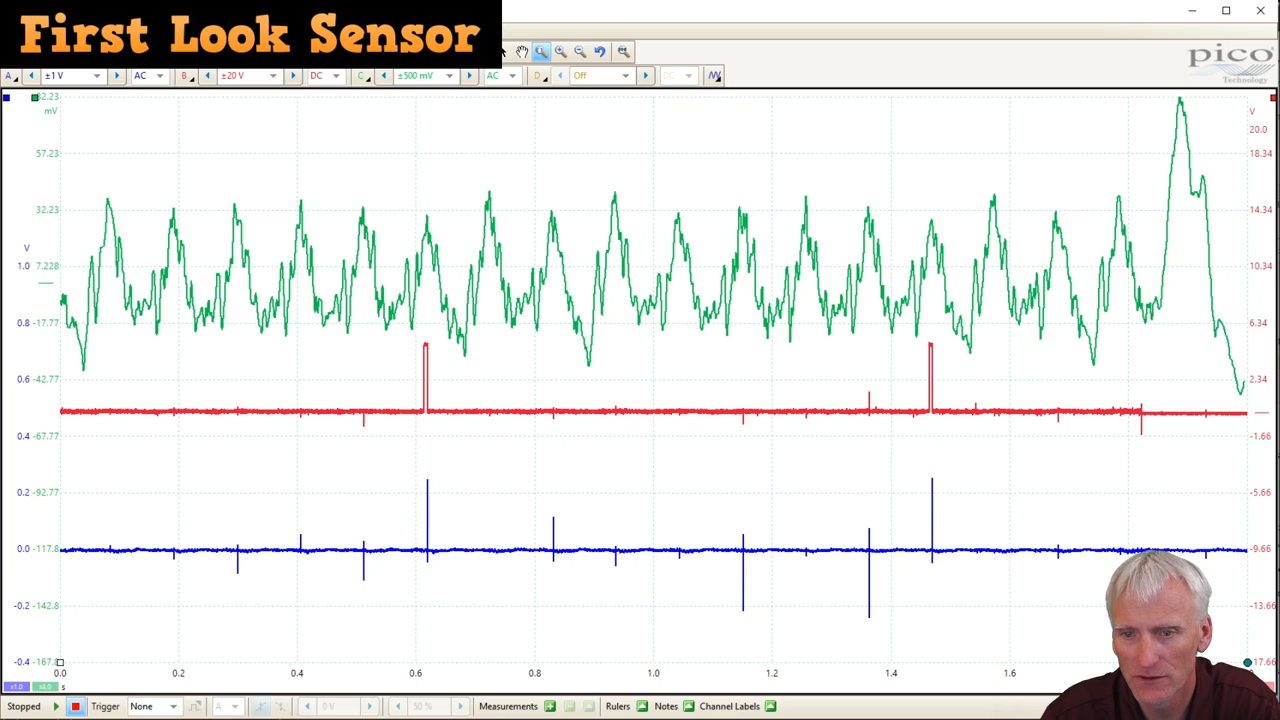 First Look Sensor
pico
Technology
A ±1 V AC B ±20 V DC C ±500 mV AC D Off DC
mV V
20.0
57.23 18.34
32.23 14.34
V
1.0 7.228 10.34
0.8 -17.77 6.34
0.6 -42.77 2.34
0.4 -67.77 -1.66
0.2 -92.77 -5.66
0.0 -117.8 -9.66
-0.2 -142.8 -13.66
-0.4 17.66
0.0 0.2 0.4 0.6 0.8 1.0 1.2 1.4 1.6
x1.0 s
Stopped Trigger None A 0 V 50 % Measurements Rulers Notes Channel Labels